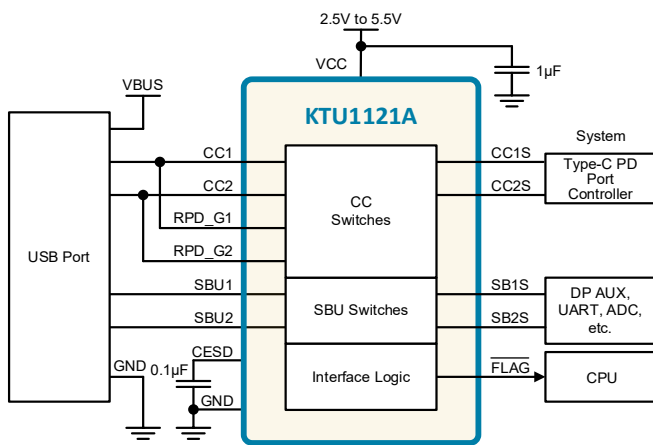 2.5V to 5.5V
VCC
1µF
VBUS
KTU1121A
System
CC1
CC2
RPD_G1
RPD_G2
CC
Switches
CC1S
CC2S
Type-C PD
Port
Controller
USB Port
SBU1
SBU2
SBU Switches
SB1S
SB2S
DP AUX,
UART, ADC,
etc.
GND
0.1µF
CESD
GND
Interface Logic
FLAG
CPU